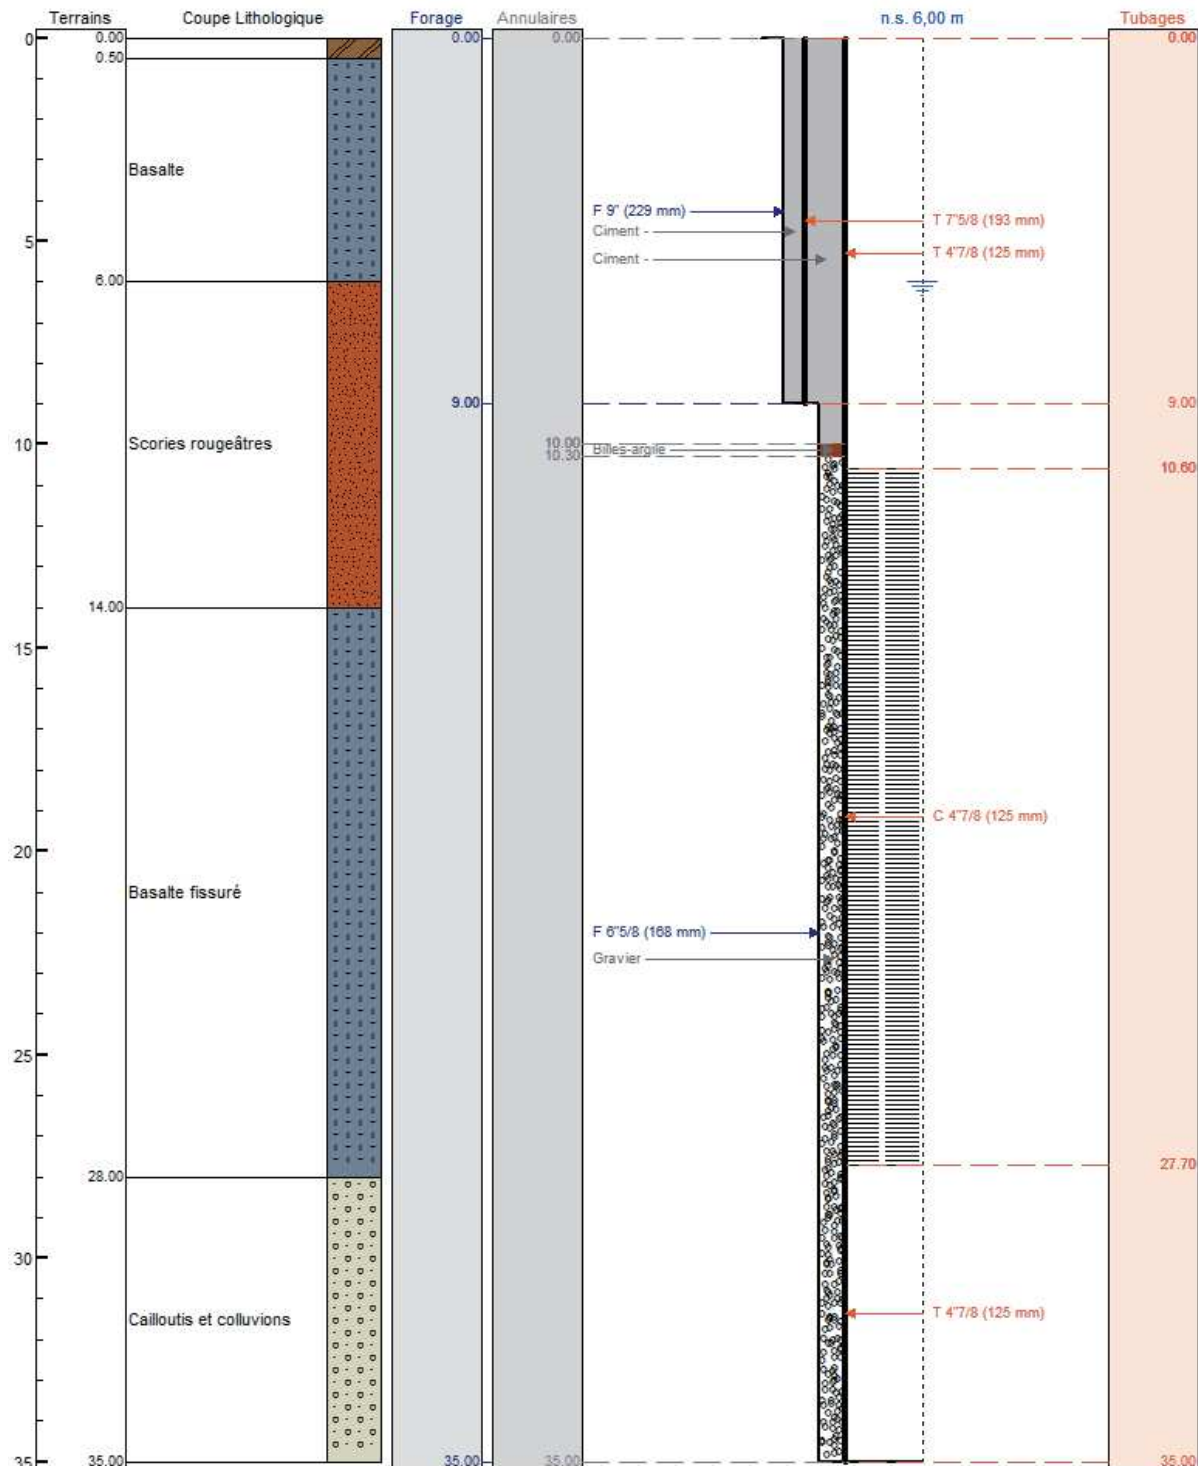 Terrains Coupe Lithologique Forage Annulaires n.s. 6,00 m Tubages
0 0.00 0.00 0.00 0.00
0.50
Basalte
F 9" (229 mm) T 7"5/8 (193 mm)
Ciment -
5 Ciment - T 4"7/8 (125 mm)
6.00
9.00 9.00
10 Scories rougeâtres 10.00 Billes-argile
10.30
10.60
14.00
15
C 4"7/8 (125 mm)
20
Basalte fissuré
F 6"5/8 (168 mm)
Gravier
25
27.70
28.00
30
Cailloutis et colluvions T 4"7/8 (125 mm)
35 35.00 35.00 35.00 35.00